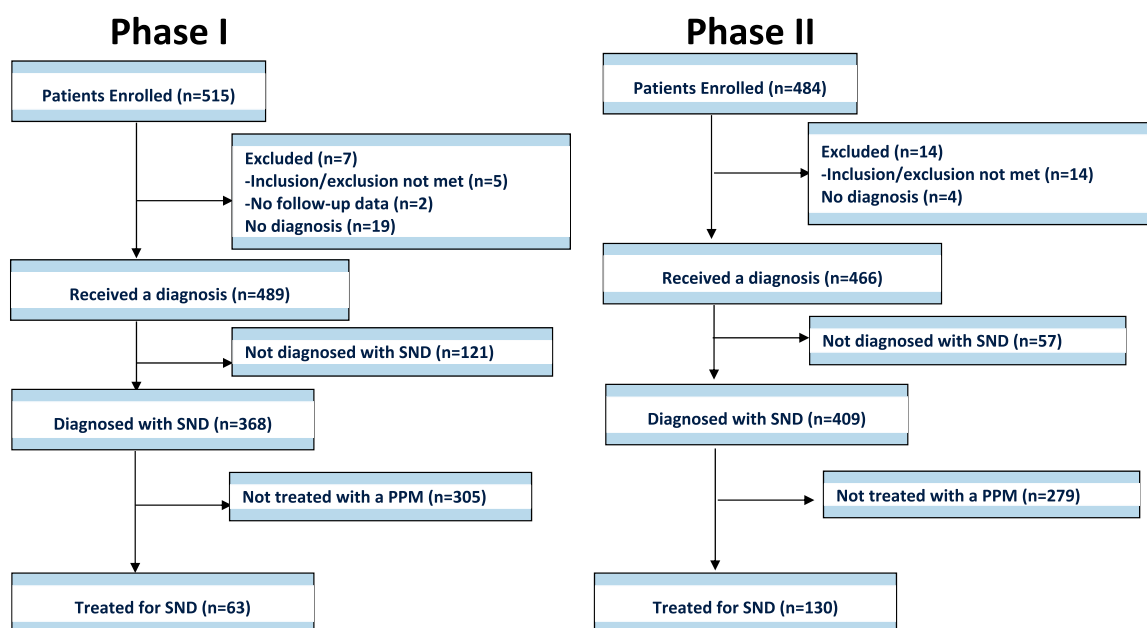 Phase I
Patients Enrolled (n=515)
Excluded (n=7)
-Inclusion/exclusion not met (n=5)
-No follow-up data (n=2)
No diagnosis (n=19)
Received a diagnosis (n=489)
Not diagnosed with SND (n=121)
Diagnosed with SND (n=368)
Not treated with a PPM (n=305)
Treated for SND (n=63)
Phase II
Patients Enrolled (n=484)
Excluded (n=14)
-Inclusion/exclusion not met (n=14)
No diagnosis (n=4)
Received a diagnosis (n=466)
Not diagnosed with SND (n=57)
Diagnosed with SND (n=409)
Not treated with a PPM (n=279)
Treated for SND (n=130)